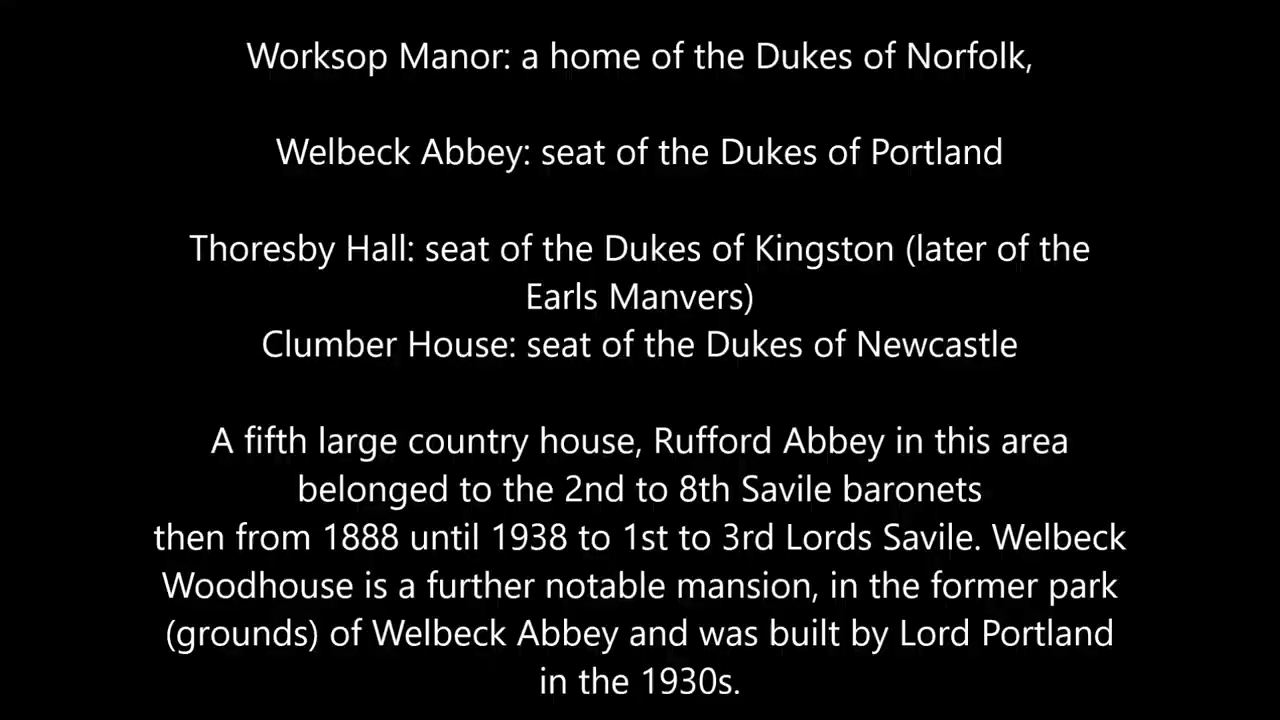 Worksop Manor: a home of the Dukes of Norfolk,
Welbeck Abbey: seat of the Dukes of Portland
Thoresby Hall: seat of the Dukes of Kingston (later of the
Earls Manvers)
Clumber House: seat of the Dukes of Newcastle
A fifth large country house, Rufford Abbey in this area
belonged to the 2nd to 8th Savile baronets
then from 1888 until 1938 to 1st to 3rd Lords Savile. Welbeck
Woodhouse is a further notable mansion, in the former park
(grounds) of Welbeck Abbey and was built by Lord Portland
in the 1930s.